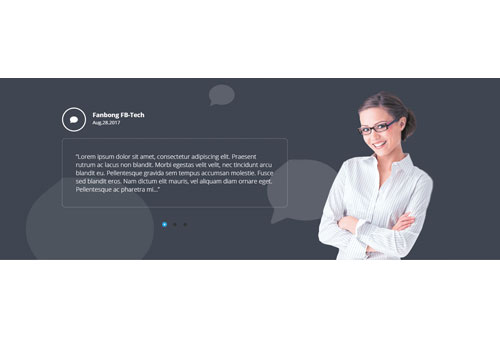 Fanbong FB-Tech
Aug.28.2017
"Lorem ipsum dolor sit amet, consectetur adipiscing elit. Praesent
rutrum ac lacus non blandit. Morbi egestas velit velit, nec tincidunt arcu
blandit eu. Pellentesque gravida sem tempus accumsan molestie. Fusce
sed blandit eros. Nam dictum elit mauris, vel aliquam diam ornare eget.
Pellentesque ac pharetra mi..."